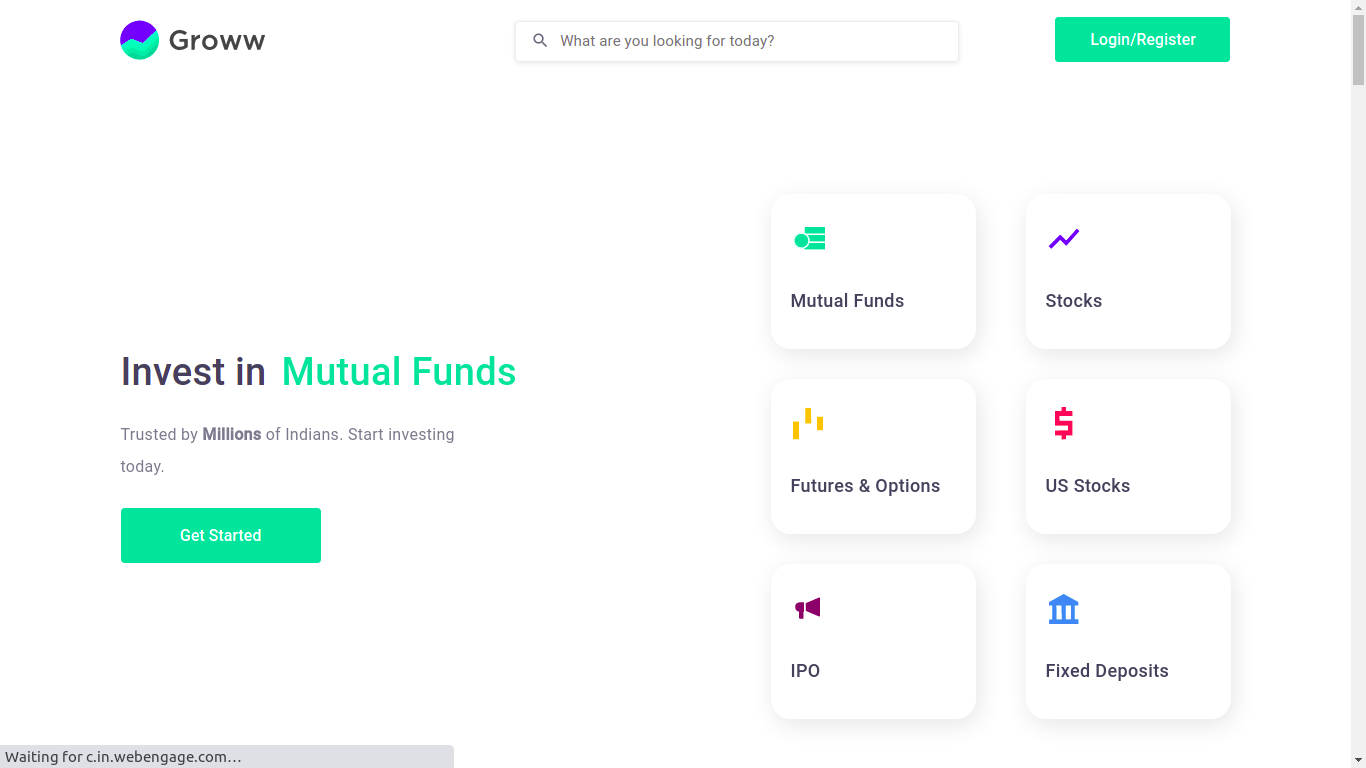 Groww
What are you looking for today?
Login/Register
Mutual Funds
Stocks
Invest in Mutual Funds
Trusted by Millions of Indians. Start investing
today.
Get Started
Futures & Options
US Stocks
IPO
Fixed Deposits
Waiting for c.in.webengage.com…